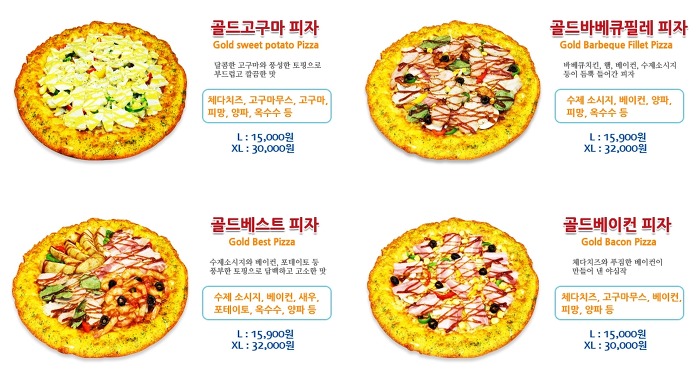 골드고구마 피자
Gold sweet potato Pizza
달콤한 고구마와 풍성한 토핑으로
부드럽고 깔끔한 맛
체다치즈, 고구마무스, 고구마,
피망, 양파, 옥수수 등
L : 15,000원
XL : 30,000원
골드바베큐필레 피자
Gold Barbeque Fillet Pizza
바베큐치킨, 햄, 베이컨, 수제소시지
등이 듬뿍 들어간 피자
수제 소시지, 베이컨, 양파,
피망, 옥수수 등
L : 15,900원
XL : 32,000원
골드베스트 피자
Gold Best Pizza
수제소시지와 베이컨, 포테이토 등
풍부한 토핑으로 담백하고 고소한 맛
수제 소시지, 베이컨, 새우,
포테이토, 옥수수, 양파 등
L : 15,900원
XL : 32,000원
골드베이컨 피자
Gold Bacon Pizza
체다치즈와 푸짐한 베이컨이
만들어 낸 야심작
체다치즈, 고구마무스, 베이컨,
피망, 양파 등
L : 15,000원
XL : 30,000원